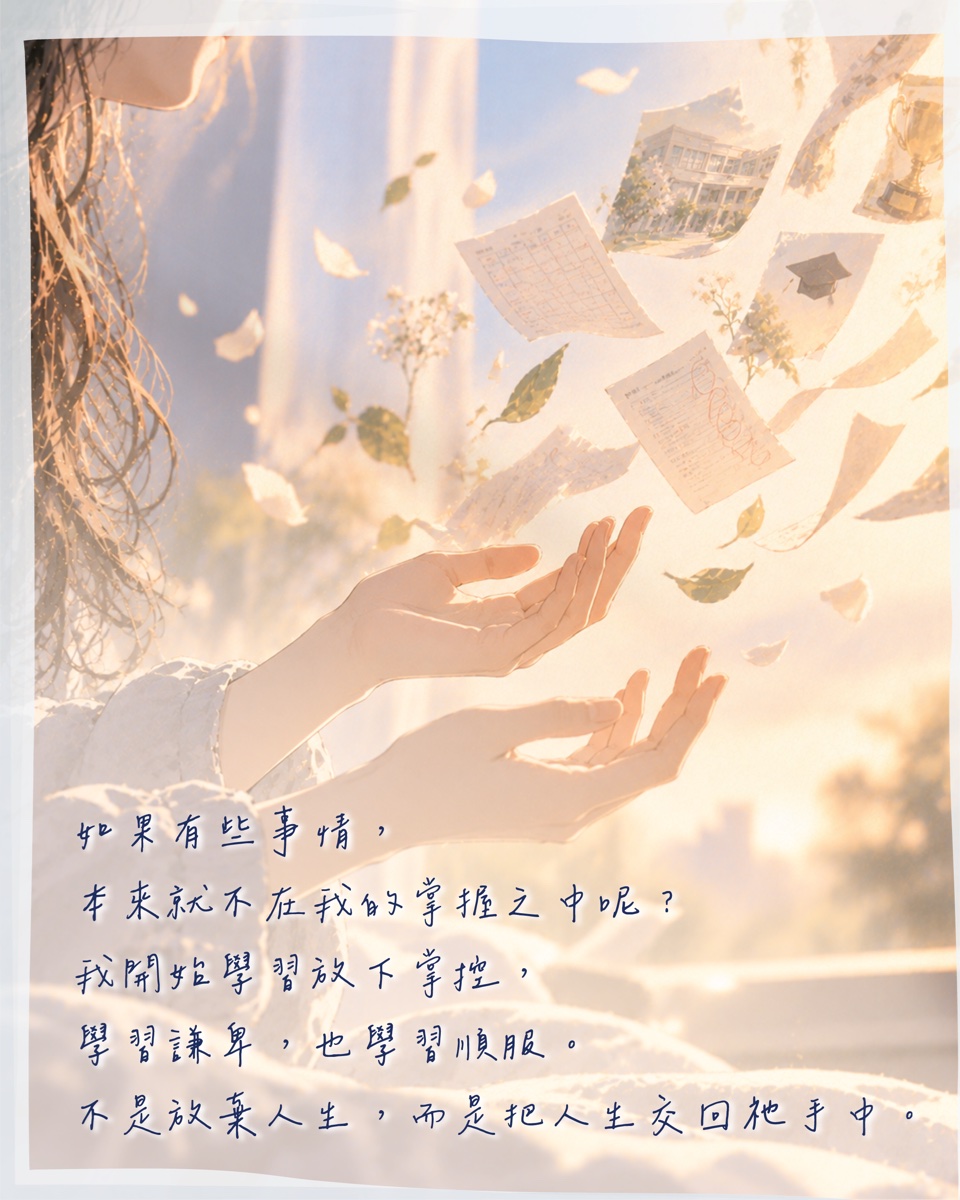 如果有些事情，
本來就不在我的掌握之中呢？
我開始學習放下掌控，
學習謙卑，也學習順服。
不是放棄人生，而是把人生交回祂手中。